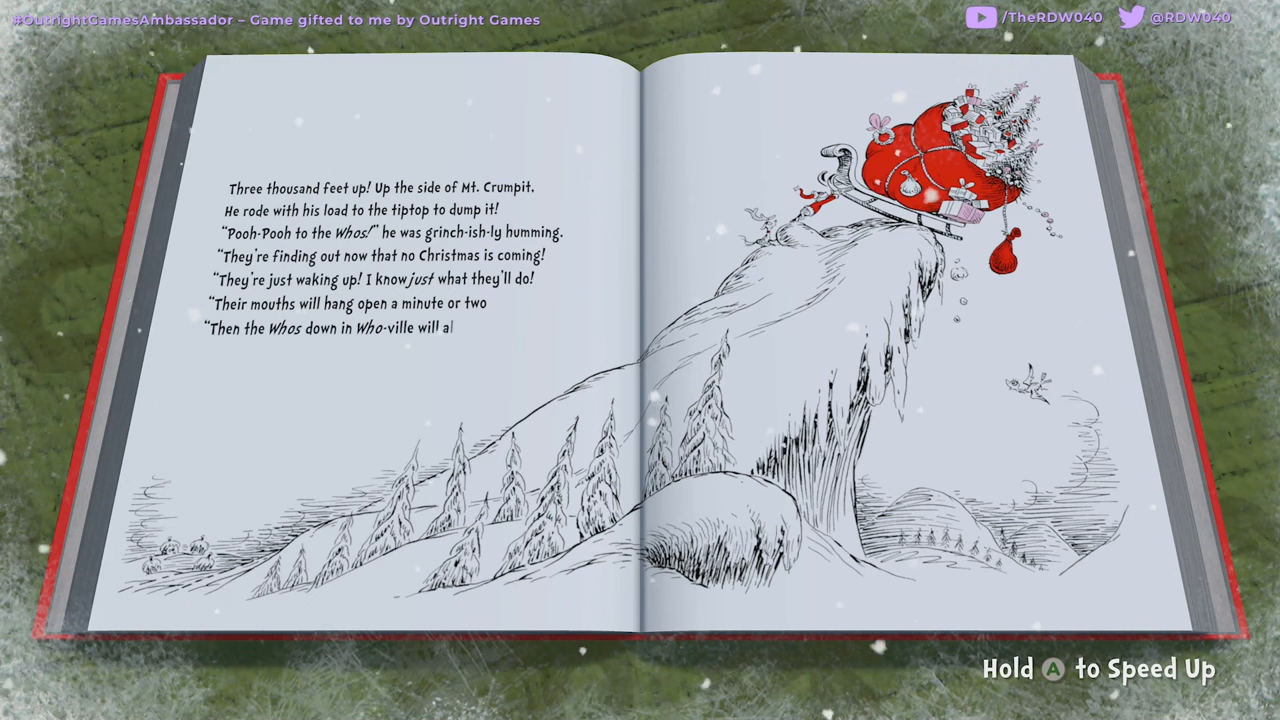 #OutrightGamesAmbassador – Game gifted to me by Outright Games
/TheRDW040 @RDW040
Three thousand feet up! Up the side of Mt. Crumpit,
He rode with his load to the tiptop to dump it!
"Pooh-Pooh to the Whos!" he was grinch-ish-ly humming.
"They're finding out now that no Christmas is coming!
"They're just waking up! I know just what they'll do!
"Their mouths will hang open a minute or two
"Then the Whos down in Who-ville will al
Hold A to Speed Up